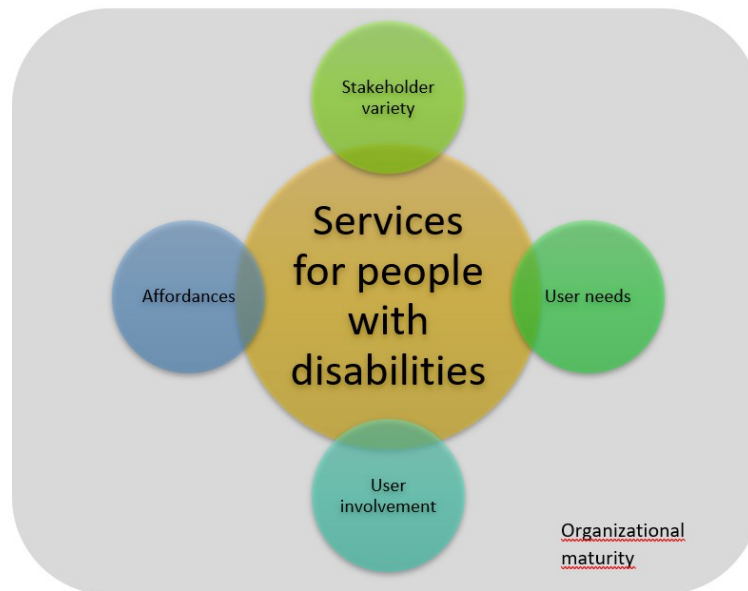 Stakeholder
variety
Services
for people
with
disabilities
Affordances
User needs
User
involvement
Organizational
maturity